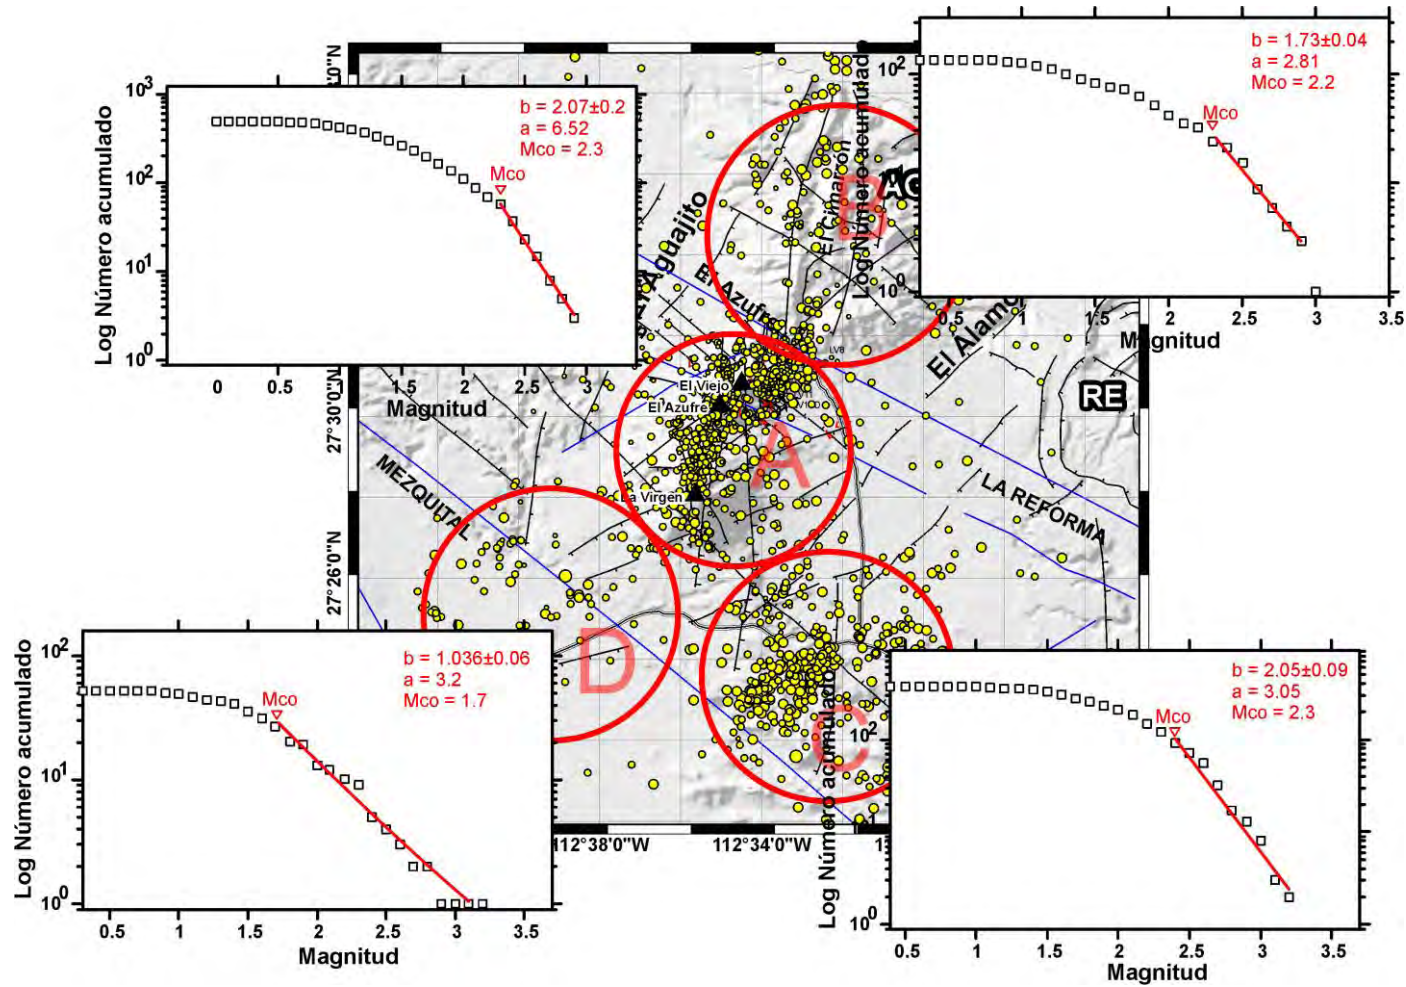 10³
10²
10¹
10⁰
Log Número acumulado
b = 2.07±0.2
a = 6.52
Mco = 2.3
Mco
0
0.5
1
1.5
2
2.5
3
Magnitud
10²
10⁰
Log Número acumulado
b = 1.73±0.04
a = 2.81
Mco = 2.2
Mco
0.5
1
1.5
2
2.5
3
3.5
Magnitud
Aguajito
El Azufre
El Cimarrón
B
AG
El Alamo
RE
LV8
El Viejo
El Azufre
La Virgen
A
MEZQUITAL
LA REFORMA
D
C
27°30'0"N
27°26'0"N
112°38'0"W
112°34'0"W
10²
10¹
10⁰
Log Número acumulado
b = 1.036±0.06
a = 3.2
Mco = 1.7
Mco
0.5
1
1.5
2
2.5
3
3.5
Magnitud
10²
10⁰
Log Número acumulado
b = 2.05±0.09
a = 3.05
Mco = 2.3
Mco
0.5
1
1.5
2
2.5
3
3.5
Magnitud